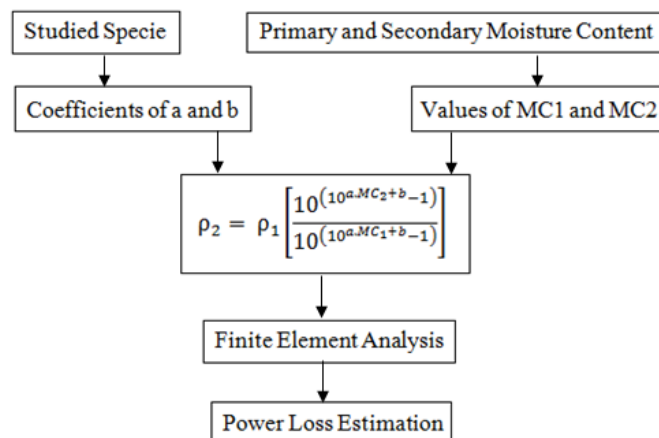 Studied Specie
Primary and Secondary Moisture Content
Coefficients of a and b
Values of MC1 and MC2
ρ₂ = ρ₁ [ 10^(10^(a.MC₂+b) −1) / 10^(10^(a.MC₁+b) −1) ]
Finite Element Analysis
Power Loss Estimation